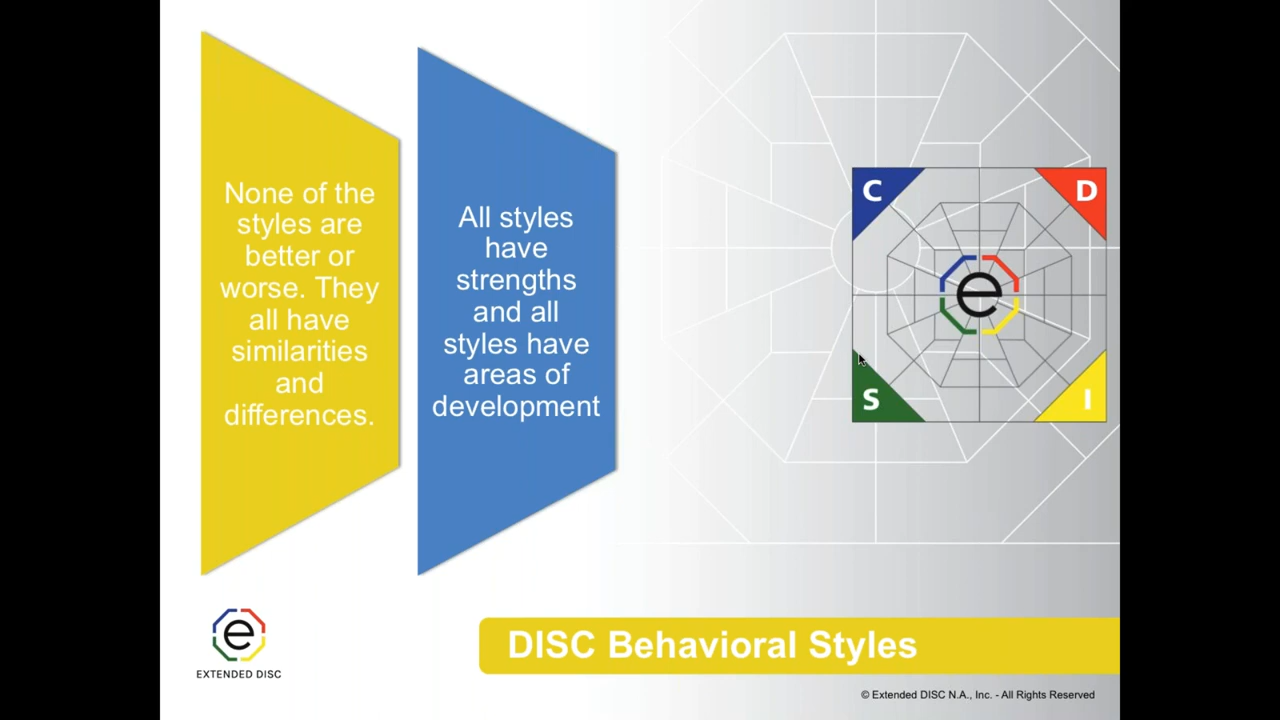 None of the
styles are
better or
worse. They
all have
similarities
and
differences.
All styles
have
strengths
and all
styles have
areas of
development
C
D
e
S
I
e
EXTENDED DISC
DISC Behavioral Styles
© Extended DISC N.A., Inc. - All Rights Reserved